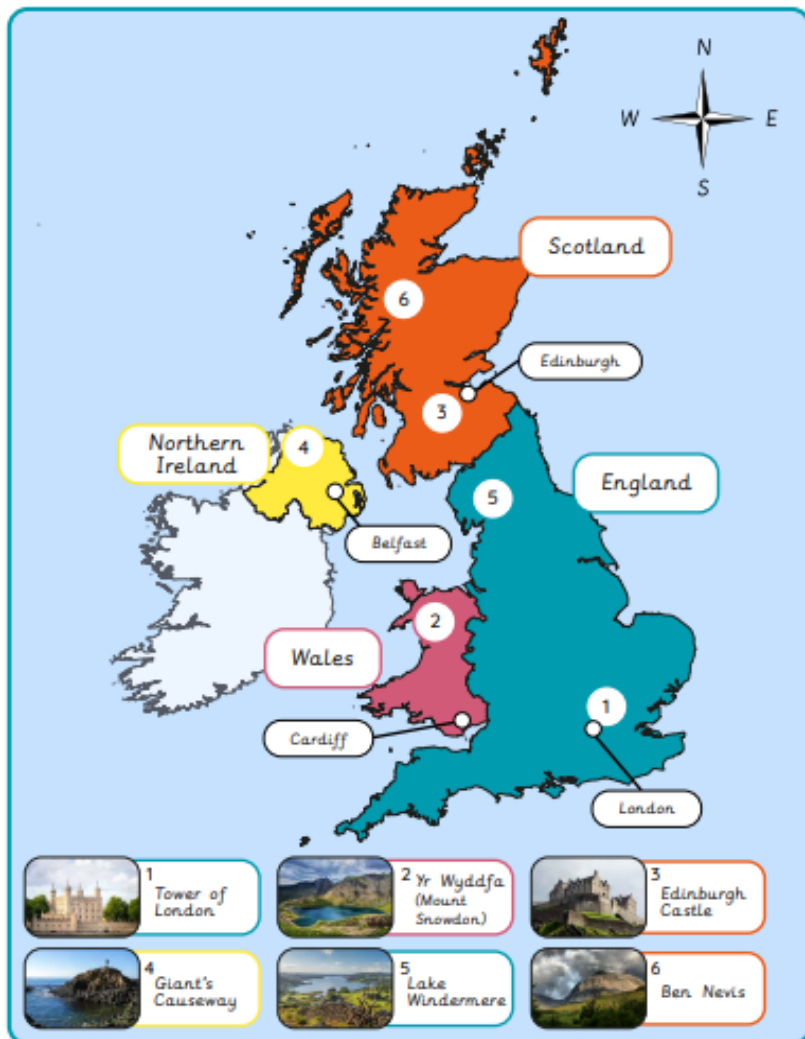 N
W
E
S
Scotland
6
Edinburgh
3
Northern
Ireland
4
England
5
Belfast
2
Wales
1
Cardiff
London
1
Tower of
London
2
Yr Wyddfa
(Mount
Snowdon)
3
Edinburgh
Castle
4
Giant's
Causeway
5
Lake
Windermere
6
Ben Nevis